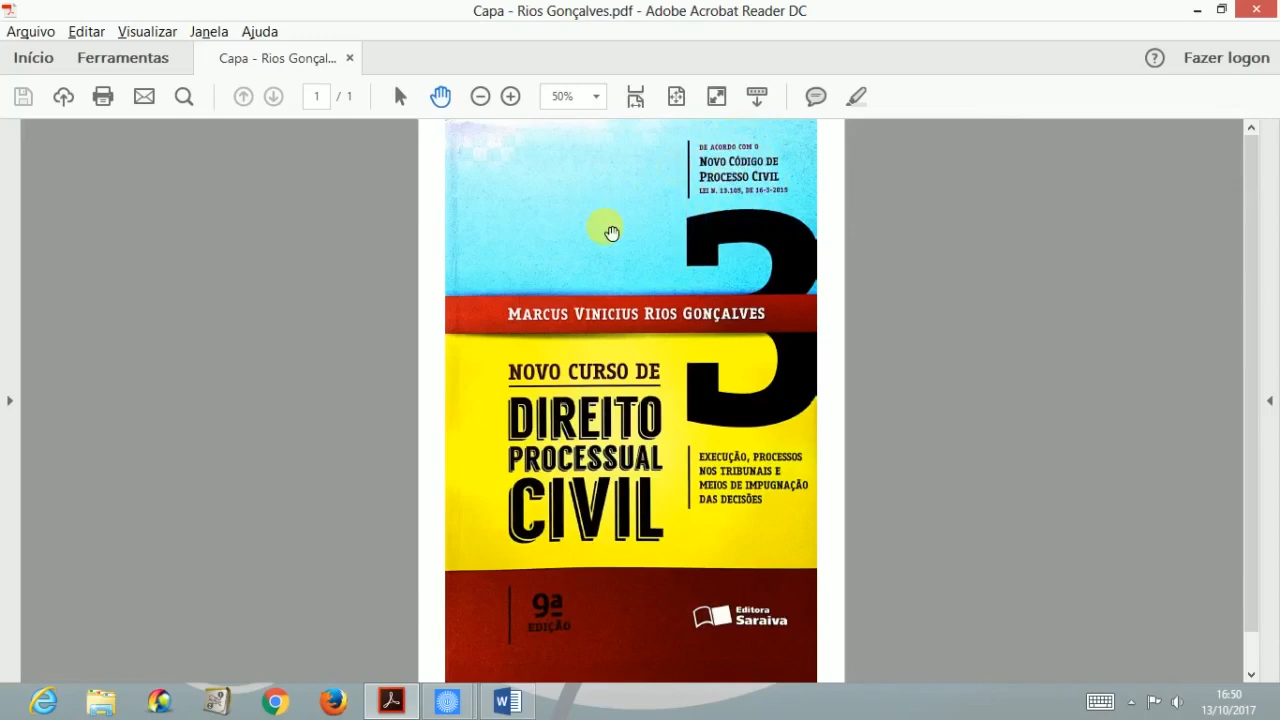 Capa - Rios Gonçalves.pdf - Adobe Acrobat Reader DC
Arquivo Editar Visualizar Janela Ajuda
Início Ferramentas Capa - Rios Gonçal... × Fazer logon
1 / 1 50%
DE ACORDO COM O
NOVO CÓDIGO DE
PROCESSO CIVIL
LEI N. 13.105, DE 16-3-2015
3
MARCUS VINICIUS RIOS GONÇALVES
NOVO CURSO DE
DIREITO
PROCESSUAL
CIVIL
EXECUÇÃO, PROCESSOS
NOS TRIBUNAIS E
MEIOS DE IMPUGNAÇÃO
DAS DECISÕES
9ª
EDIÇÃO
Editora
Saraiva
16:50
13/10/2017